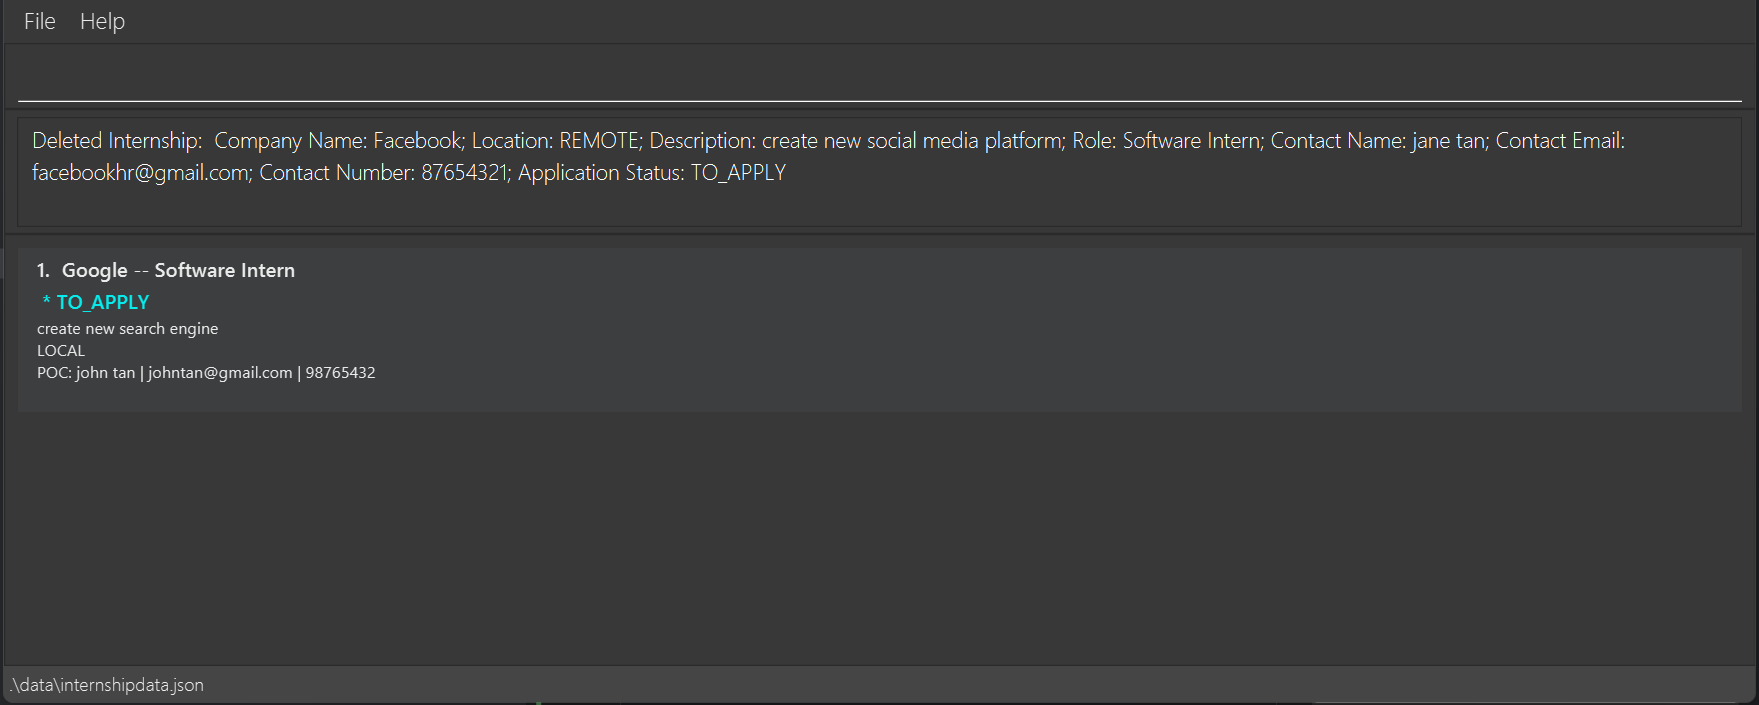 File Help
Deleted Internship:  Company Name: Facebook; Location: REMOTE; Description: create new social media platform; Role: Software Intern; Contact Name: jane tan; Contact Email:
facebookhr@gmail.com; Contact Number: 87654321; Application Status: TO_APPLY
1. Google -- Software Intern
* TO_APPLY
create new search engine
LOCAL
POC: john tan | johntan@gmail.com | 98765432
.\data\internshipdata.json